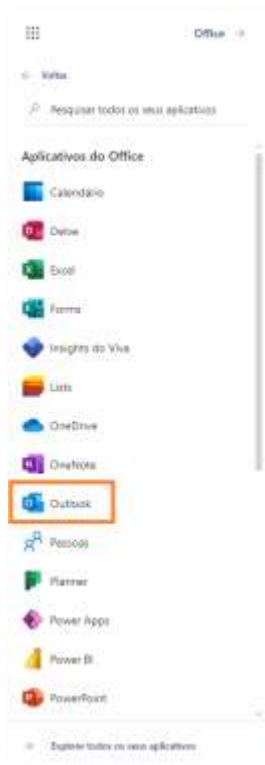 Office →
← Voltar
Pesquisar todos os seus aplicativos
Aplicativos do Office
Calendário
Delve
Excel
Forms
Insights do Viva
Lists
OneDrive
OneNote
Outlook
Pessoas
Planner
Power Apps
Power BI
PowerPoint
Explorar todos os seus aplicativos